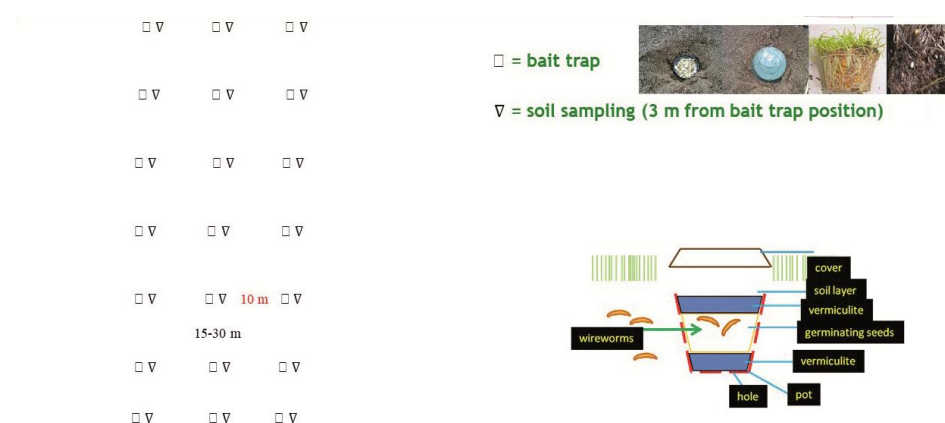 □ ∇ □ ∇ □ ∇
□ ∇ □ ∇ □ ∇
□ ∇ □ ∇ □ ∇
□ ∇ □ ∇ □ ∇
□ ∇ □ ∇ 10 m □ ∇
15-30 m
□ ∇ □ ∇ □ ∇
□ ∇ □ ∇ □ ∇
□ = bait trap
∇ = soil sampling (3 m from bait trap position)
cover
soil layer
vermiculite
germinating seeds
wireworms
vermiculite
hole
pot